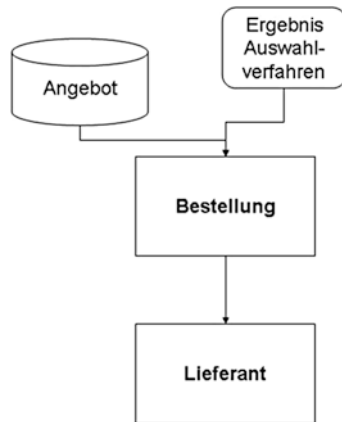 Ergebnis
Auswahl-
verfahren
Angebot
Bestellung
Lieferant